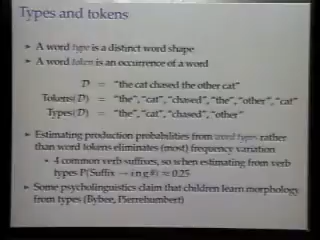 Types and tokens
A word type is a distinct word shape
A word token is an occurrence of a word
D = "the cat chased the other cat"
Tokens(D) = "the", "cat", "chased", "the", "other", "cat"
Types(D) = "the", "cat", "chased", "other"
Estimating production probabilities from word types rather
than word tokens eliminates (most) frequency variation
4 common verb suffixes, so when estimating from verb
types P(Suffix → i n g #) ≈ 0.25
Some psycholinguists claim that children learn morphology
from types (Bybee, Pierrehumbert)